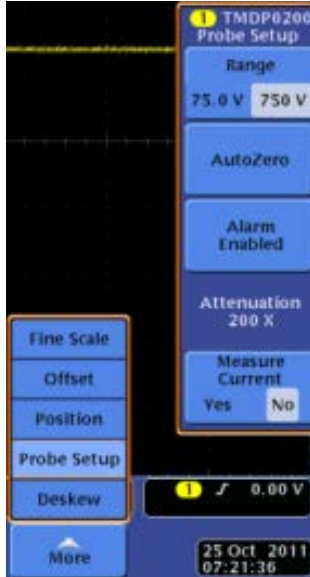 1 TMDP0200
Probe Setup
Range
75.0 V 750 V
AutoZero
Alarm
Enabled
Attenuation
200 X
Measure
Current
Yes No
Fine Scale
Offset
Position
Probe Setup
Deskew
More
1 0.00 V
25 Oct 2011
07:21:36